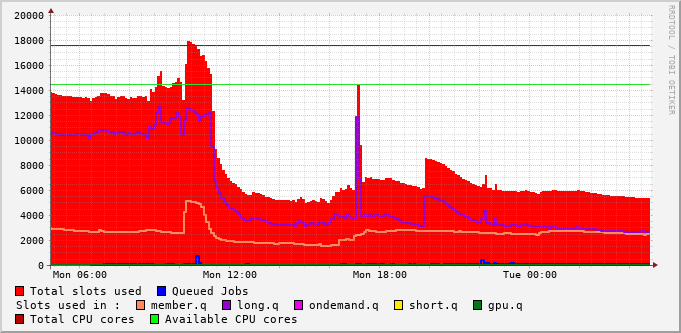 20000
18000
16000
14000
12000
10000
8000
6000
4000
2000
0
Mon 06:00 Mon 12:00 Mon 18:00 Tue 00:00
RRDTOOL / TOBI OETIKER
Total slots used Queued Jobs
Slots used in : member.q long.q ondemand.q short.q gpu.q
Total CPU cores Available CPU cores